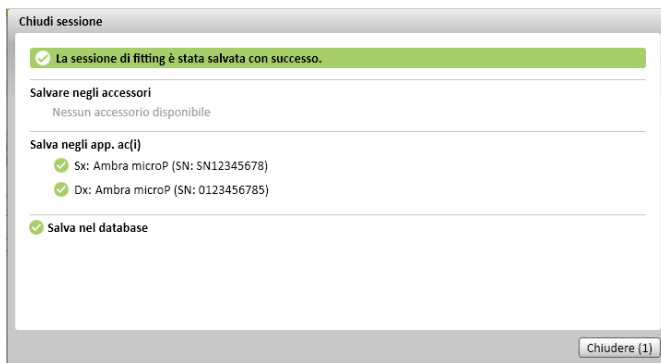 Chiudi sessione
La sessione di fitting è stata salvata con successo.
Salvare negli accessori
Nessun accessorio disponibile
Salva negli app. ac(i)
Sx: Ambra microP (SN: SN12345678)
Dx: Ambra microP (SN: 0123456785)
Salva nel database
Chiudere (1)